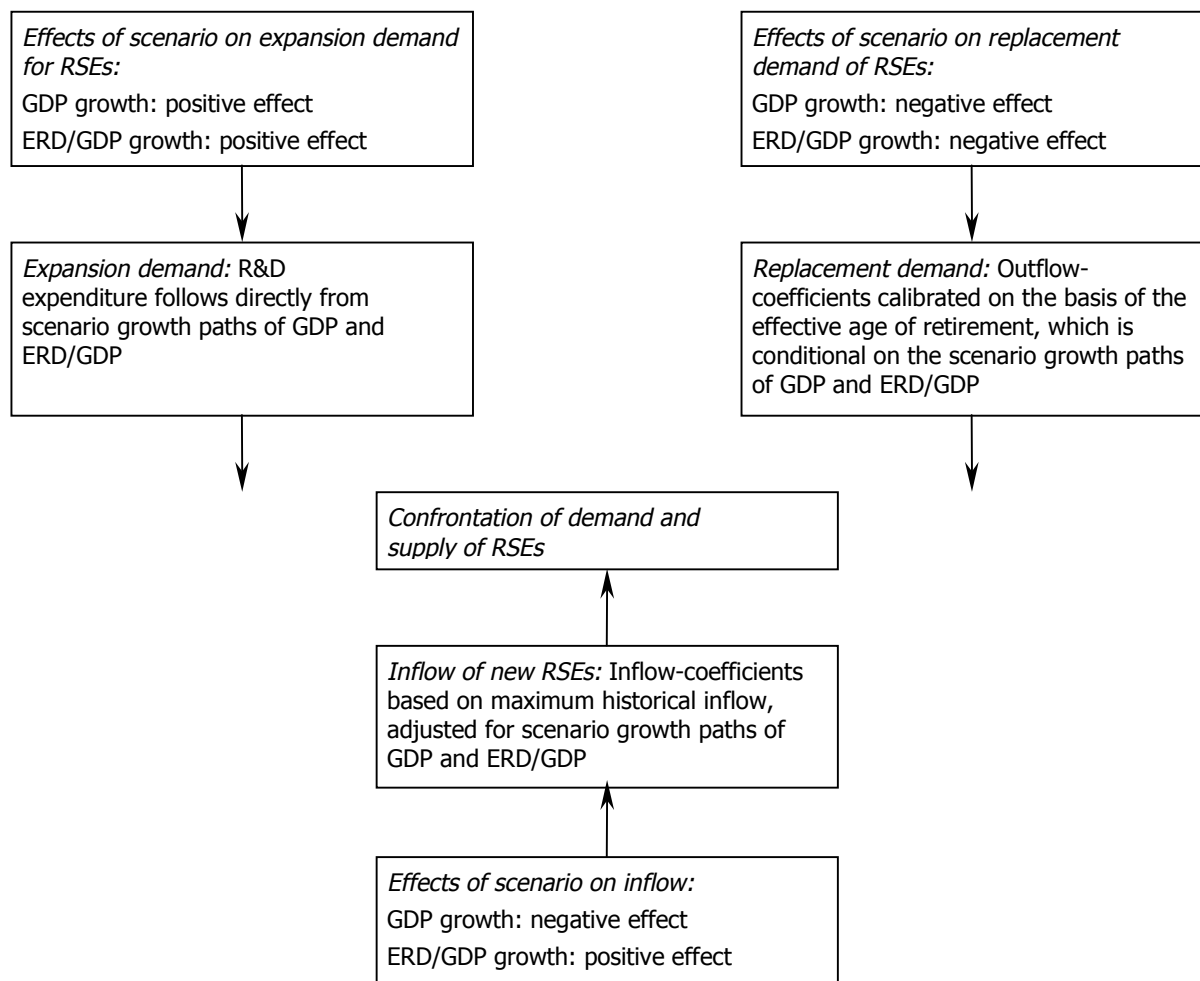 Effects of scenario on expansion demand
for RSEs:
GDP growth: positive effect
ERD/GDP growth: positive effect
Effects of scenario on replacement
demand of RSEs:
GDP growth: negative effect
ERD/GDP growth: negative effect
Expansion demand: R&D
expenditure follows directly from
scenario growth paths of GDP and
ERD/GDP
Replacement demand: Outflow-
coefficients calibrated on the basis of the
effective age of retirement, which is
conditional on the scenario growth paths
of GDP and ERD/GDP
Confrontation of demand and
supply of RSEs
Inflow of new RSEs: Inflow-coefficients
based on maximum historical inflow,
adjusted for scenario growth paths of
GDP and ERD/GDP
Effects of scenario on inflow:
GDP growth: negative effect
ERD/GDP growth: positive effect